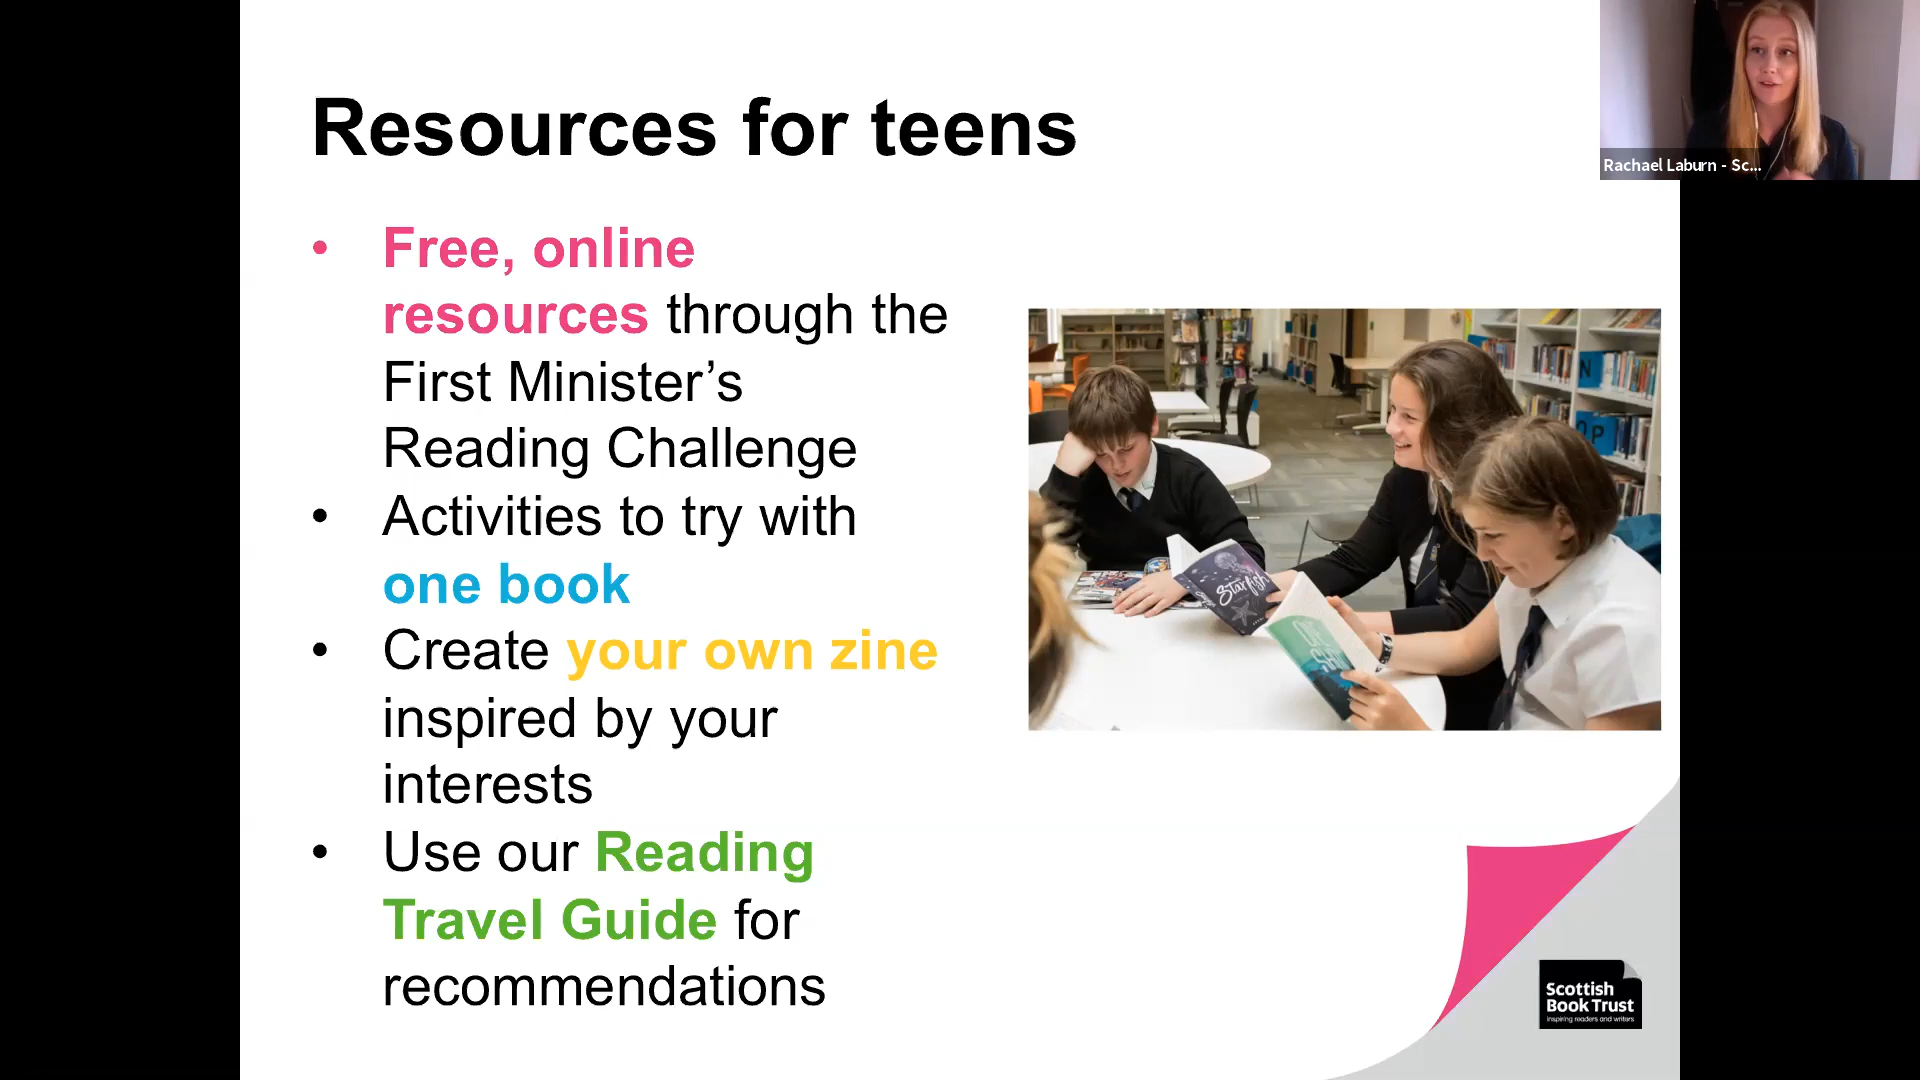 Resources for teens
Rachael Laburn - Sc...
• Free, online
resources through the
First Minister’s
Reading Challenge
• Activities to try with
one book
• Create your own zine
inspired by your
interests
• Use our Reading
Travel Guide for
recommendations
Starfish
N
OP
Scottish
Book Trust
inspiring readers and writers